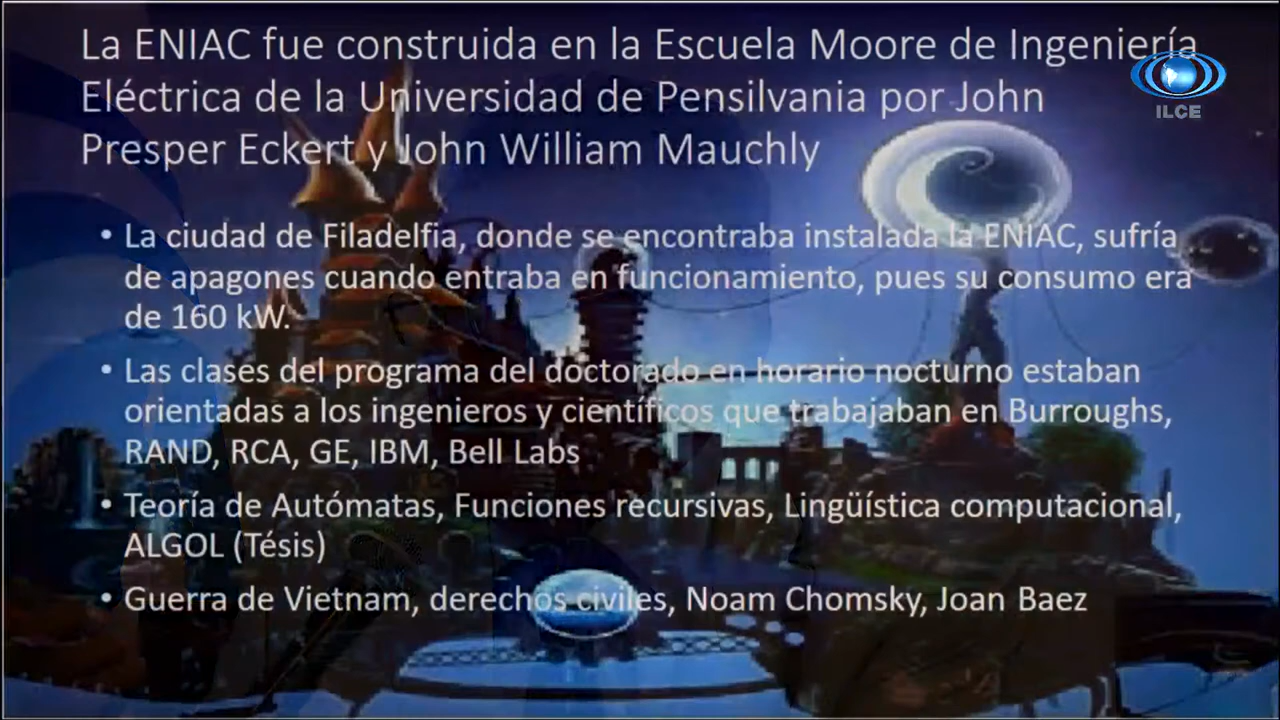 La ENIAC fue construida en la Escuela Moore de Ingeniería
Eléctrica de la Universidad de Pensilvania por John
Presper Eckert y John William Mauchly
ILCE
• La ciudad de Filadelfia, donde se encontraba instalada la ENIAC, sufría
de apagones cuando entraba en funcionamiento, pues su consumo era
de 160 kW.
• Las clases del programa del doctorado en horario nocturno estaban
orientadas a los ingenieros y científicos que trabajaban en Burroughs,
RAND, RCA, GE, IBM, Bell Labs
• Teoría de Autómatas, Funciones recursivas, Lingüística computacional,
ALGOL (Tésis)
• Guerra de Vietnam, derechos civiles, Noam Chomsky, Joan Baez